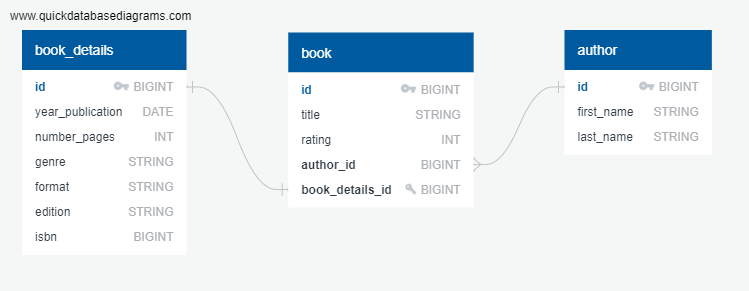 www.quickdatabasediagrams.com
book_details
id BIGINT
year_publication DATE
number_pages INT
genre STRING
format STRING
edition STRING
isbn BIGINT
book
id BIGINT
title STRING
rating INT
author_id BIGINT
book_details_id BIGINT
author
id BIGINT
first_name STRING
last_name STRING